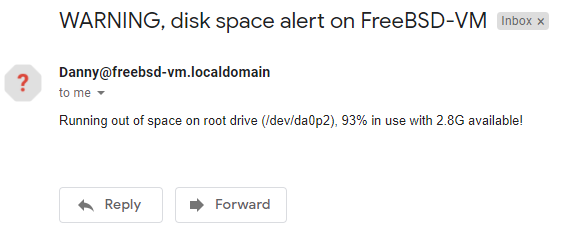 WARNING, disk space alert on FreeBSD-VM Inbox ×
Danny@freebsd-vm.localdomain
?
to me
Running out of space on root drive (/dev/da0p2), 93% in use with 2.8G available!
Reply Forward